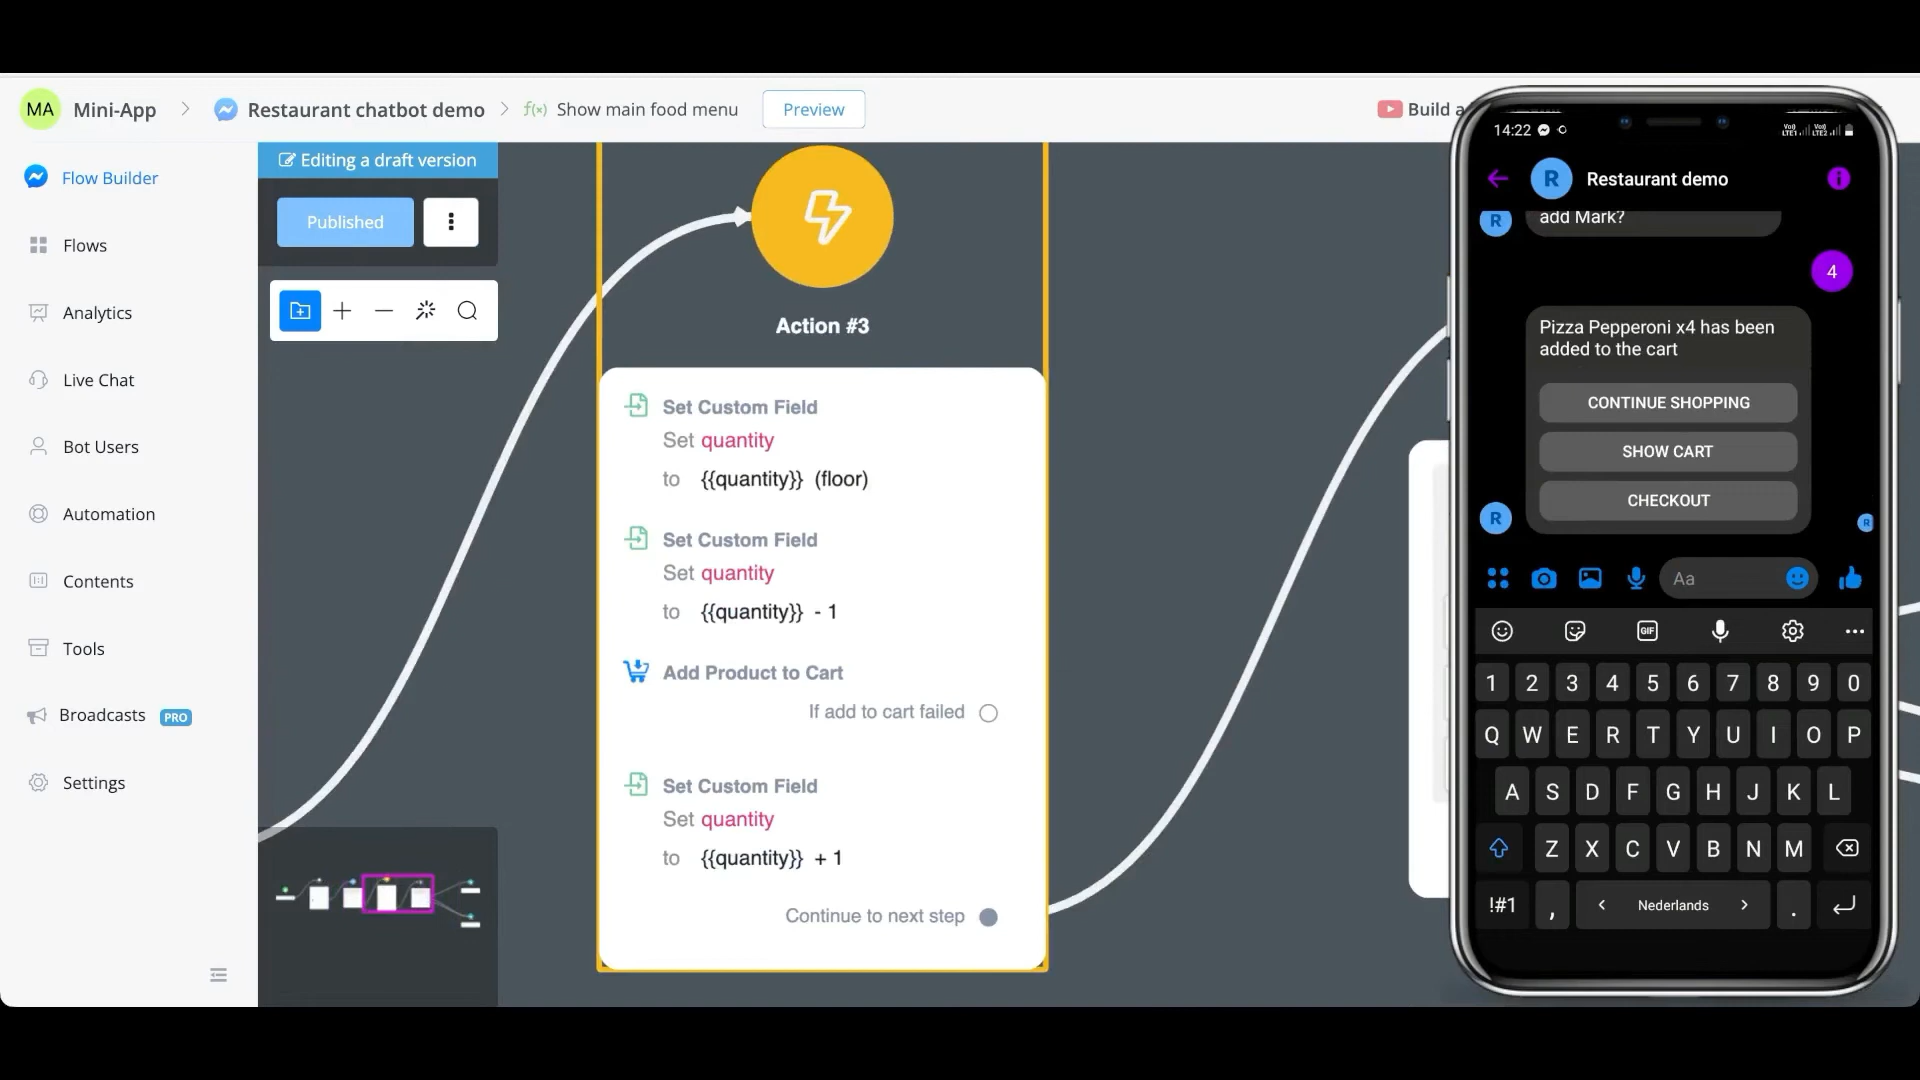 MA Mini-App > Restaurant chatbot demo > f(x) Show main food menu Preview
Build a
Flow Builder
Flows
Analytics
Live Chat
Bot Users
Automation
Contents
Tools
Broadcasts PRO
Settings
Editing a draft version
Published
Action #3
Set Custom Field
Set quantity
to {{quantity}} (floor)
Set Custom Field
Set quantity
to {{quantity}} - 1
Add Product to Cart
If add to cart failed
Set Custom Field
Set quantity
to {{quantity}} + 1
Continue to next step
14:22
R Restaurant demo
R add Mark?
4
Pizza Pepperoni x4 has been
added to the cart
CONTINUE SHOPPING
SHOW CART
CHECKOUT
R
R
Aa
GIF
1 2 3 4 5 6 7 8 9 0
Q W E R T Y U I O P
A S D F G H J K L
Z X C V B N M
!#1 , < Nederlands > .